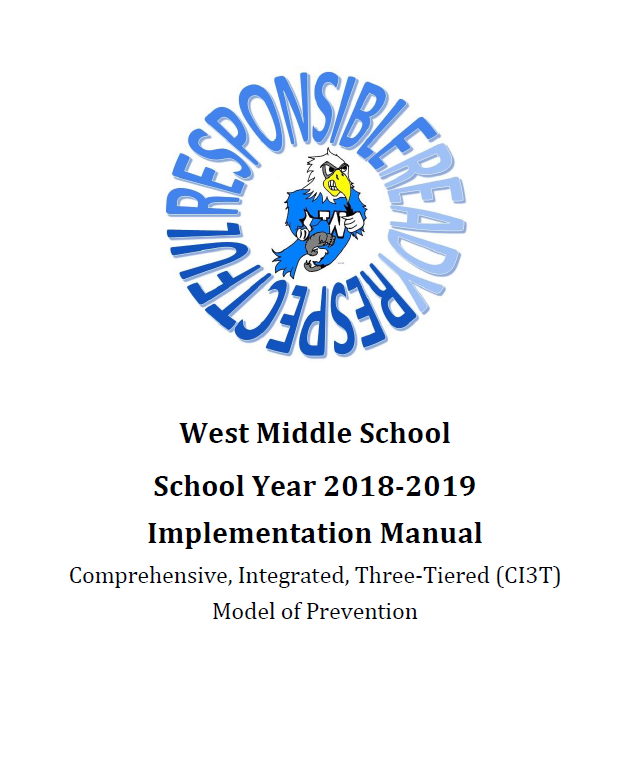 RESPONSIBLE READY RESPECTFUL
West Middle School
School Year 2018-2019
Implementation Manual
Comprehensive, Integrated, Three-Tiered (CI3T)
Model of Prevention